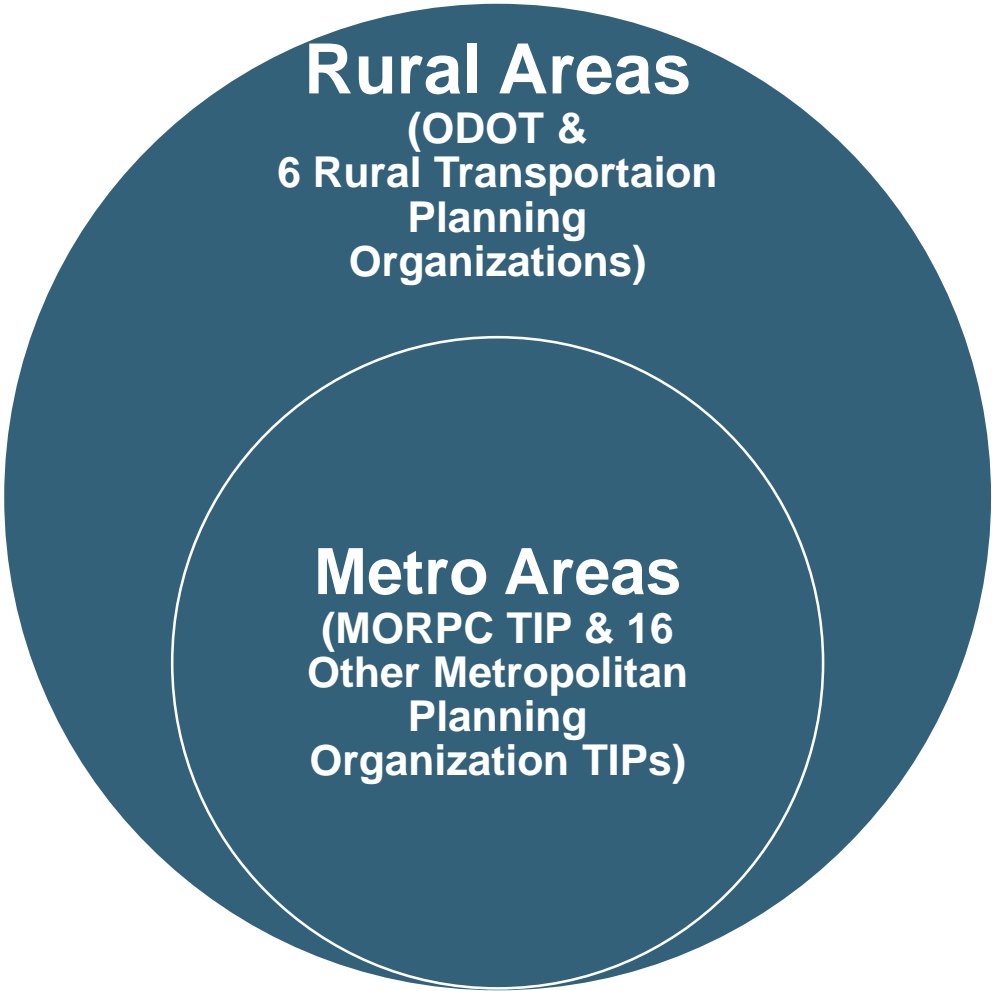 Rural Areas
(ODOT &
6 Rural Transportaion
Planning
Organizations)
Metro Areas
(MORPC TIP & 16
Other Metropolitan
Planning
Organization TIPs)